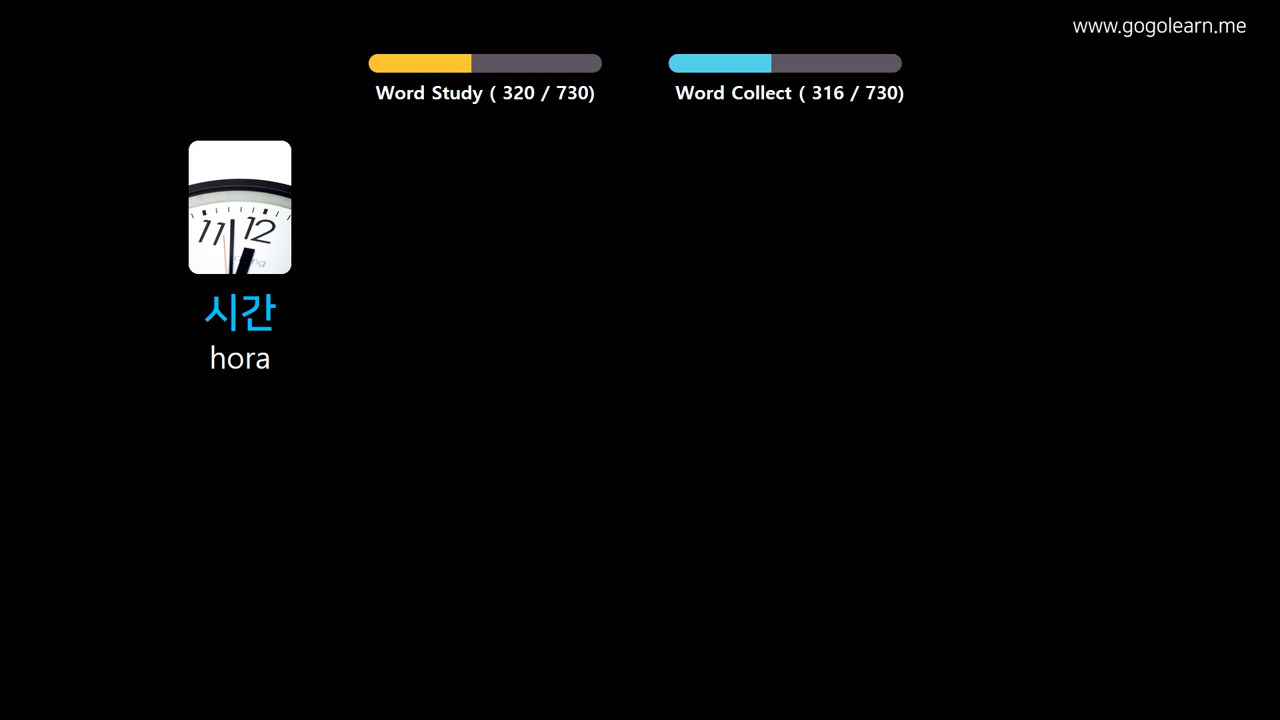 www.gogolearn.me
Word Study ( 320 / 730)
Word Collect ( 316 / 730)
11 12
시간
hora